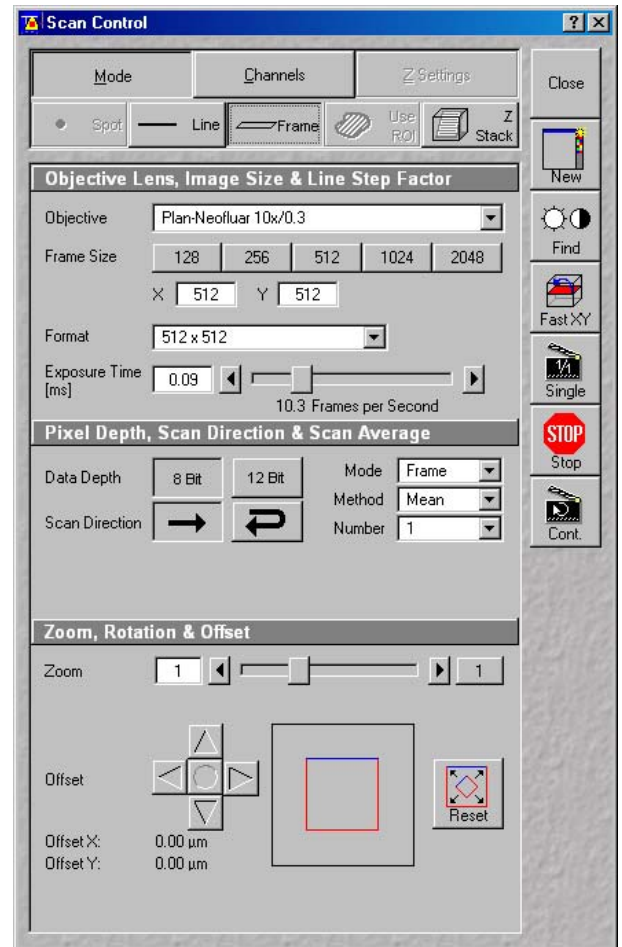 Scan Control
Mode Channels Z Settings
Close
Spot Line Frame Use ROI Z Stack
New
Objective Lens, Image Size & Line Step Factor
Objective Plan-Neofluar 10x/0.3
Find
Frame Size 128 256 512 1024 2048
X 512 Y 512
Fast XY
Format 512 x 512
Exposure Time [ms] 0.09
10.3 Frames per Second
1/1
Single
Pixel Depth, Scan Direction & Scan Average
STOP
Stop
Data Depth 8 Bit 12 Bit Mode Frame
Method Mean
Scan Direction Number 1
Cont.
Zoom, Rotation & Offset
Zoom 1 1
Offset
Reset
Offset X: 0.00 µm
Offset Y: 0.00 µm